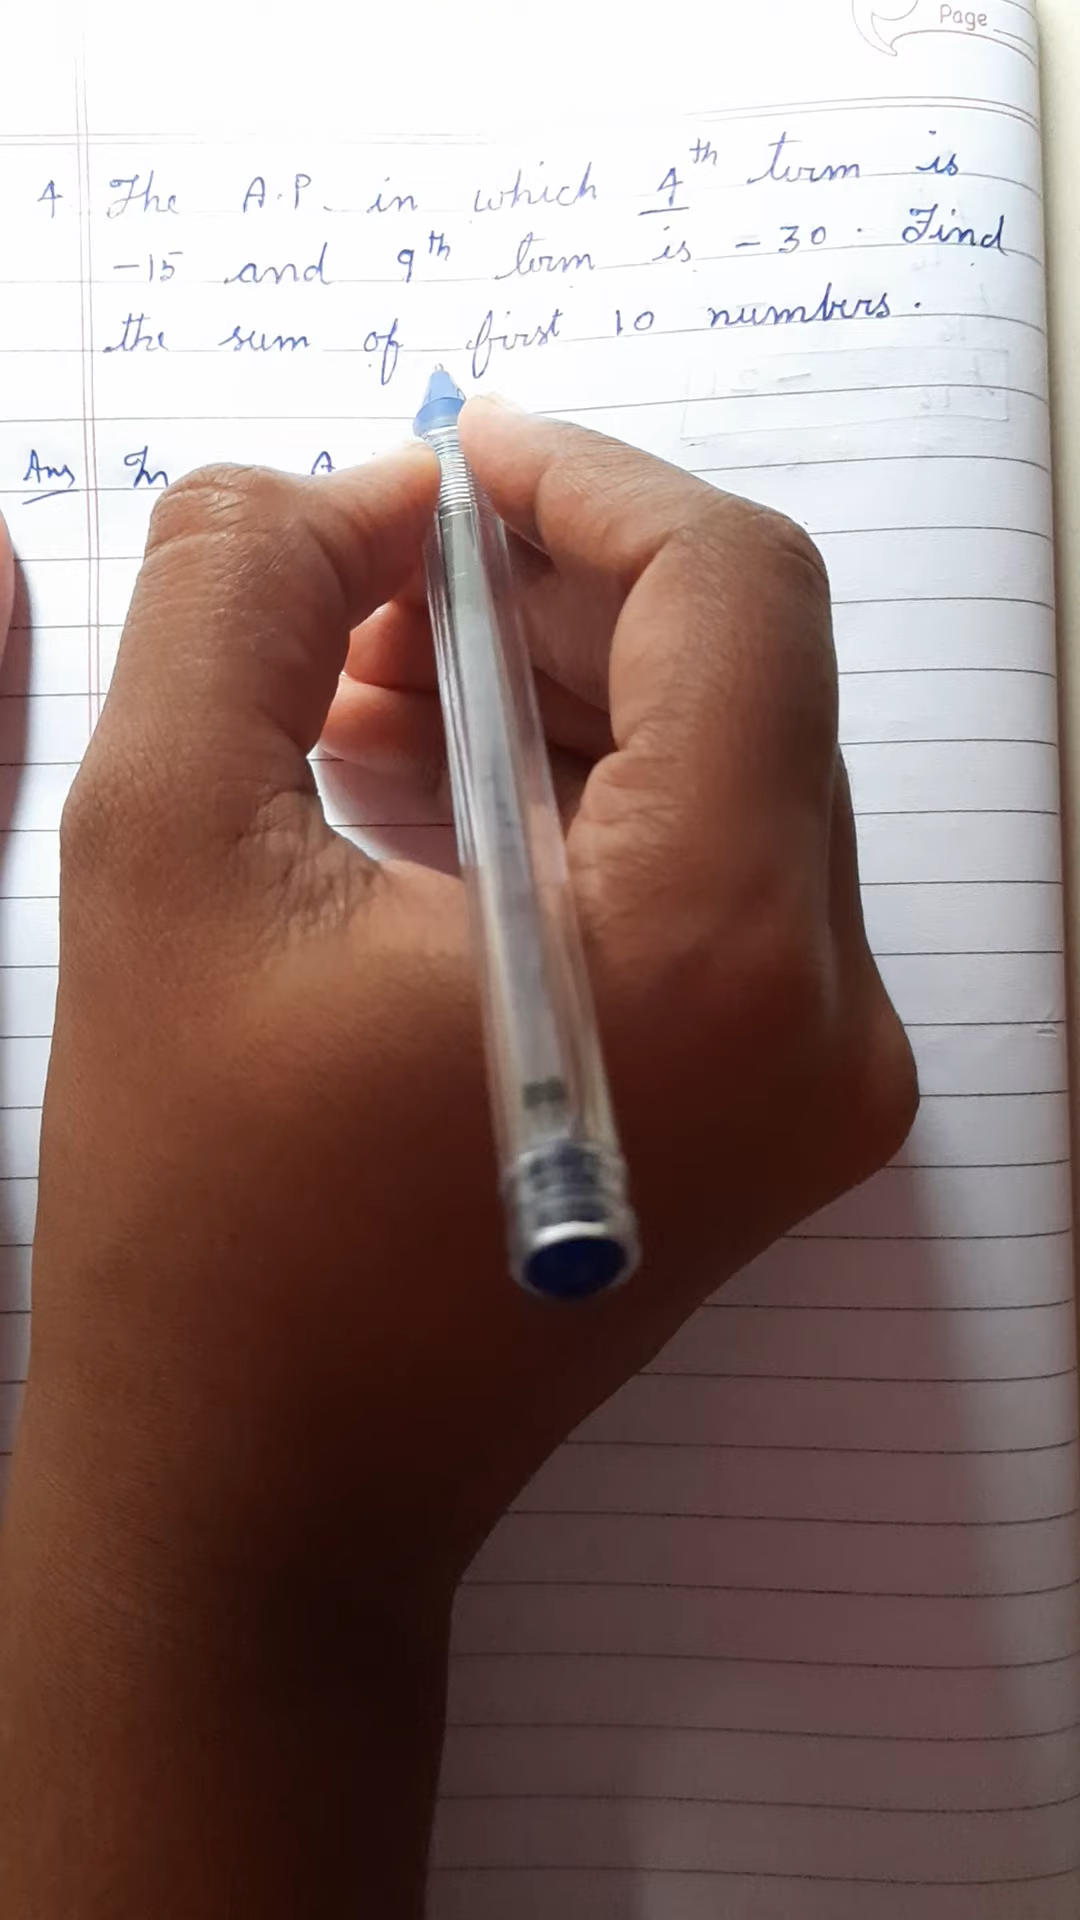 Page
4 The A.P. in which 4th term is
-15 and 9th term is -30. Find
the sum of first 10 numbers.
Ans In A